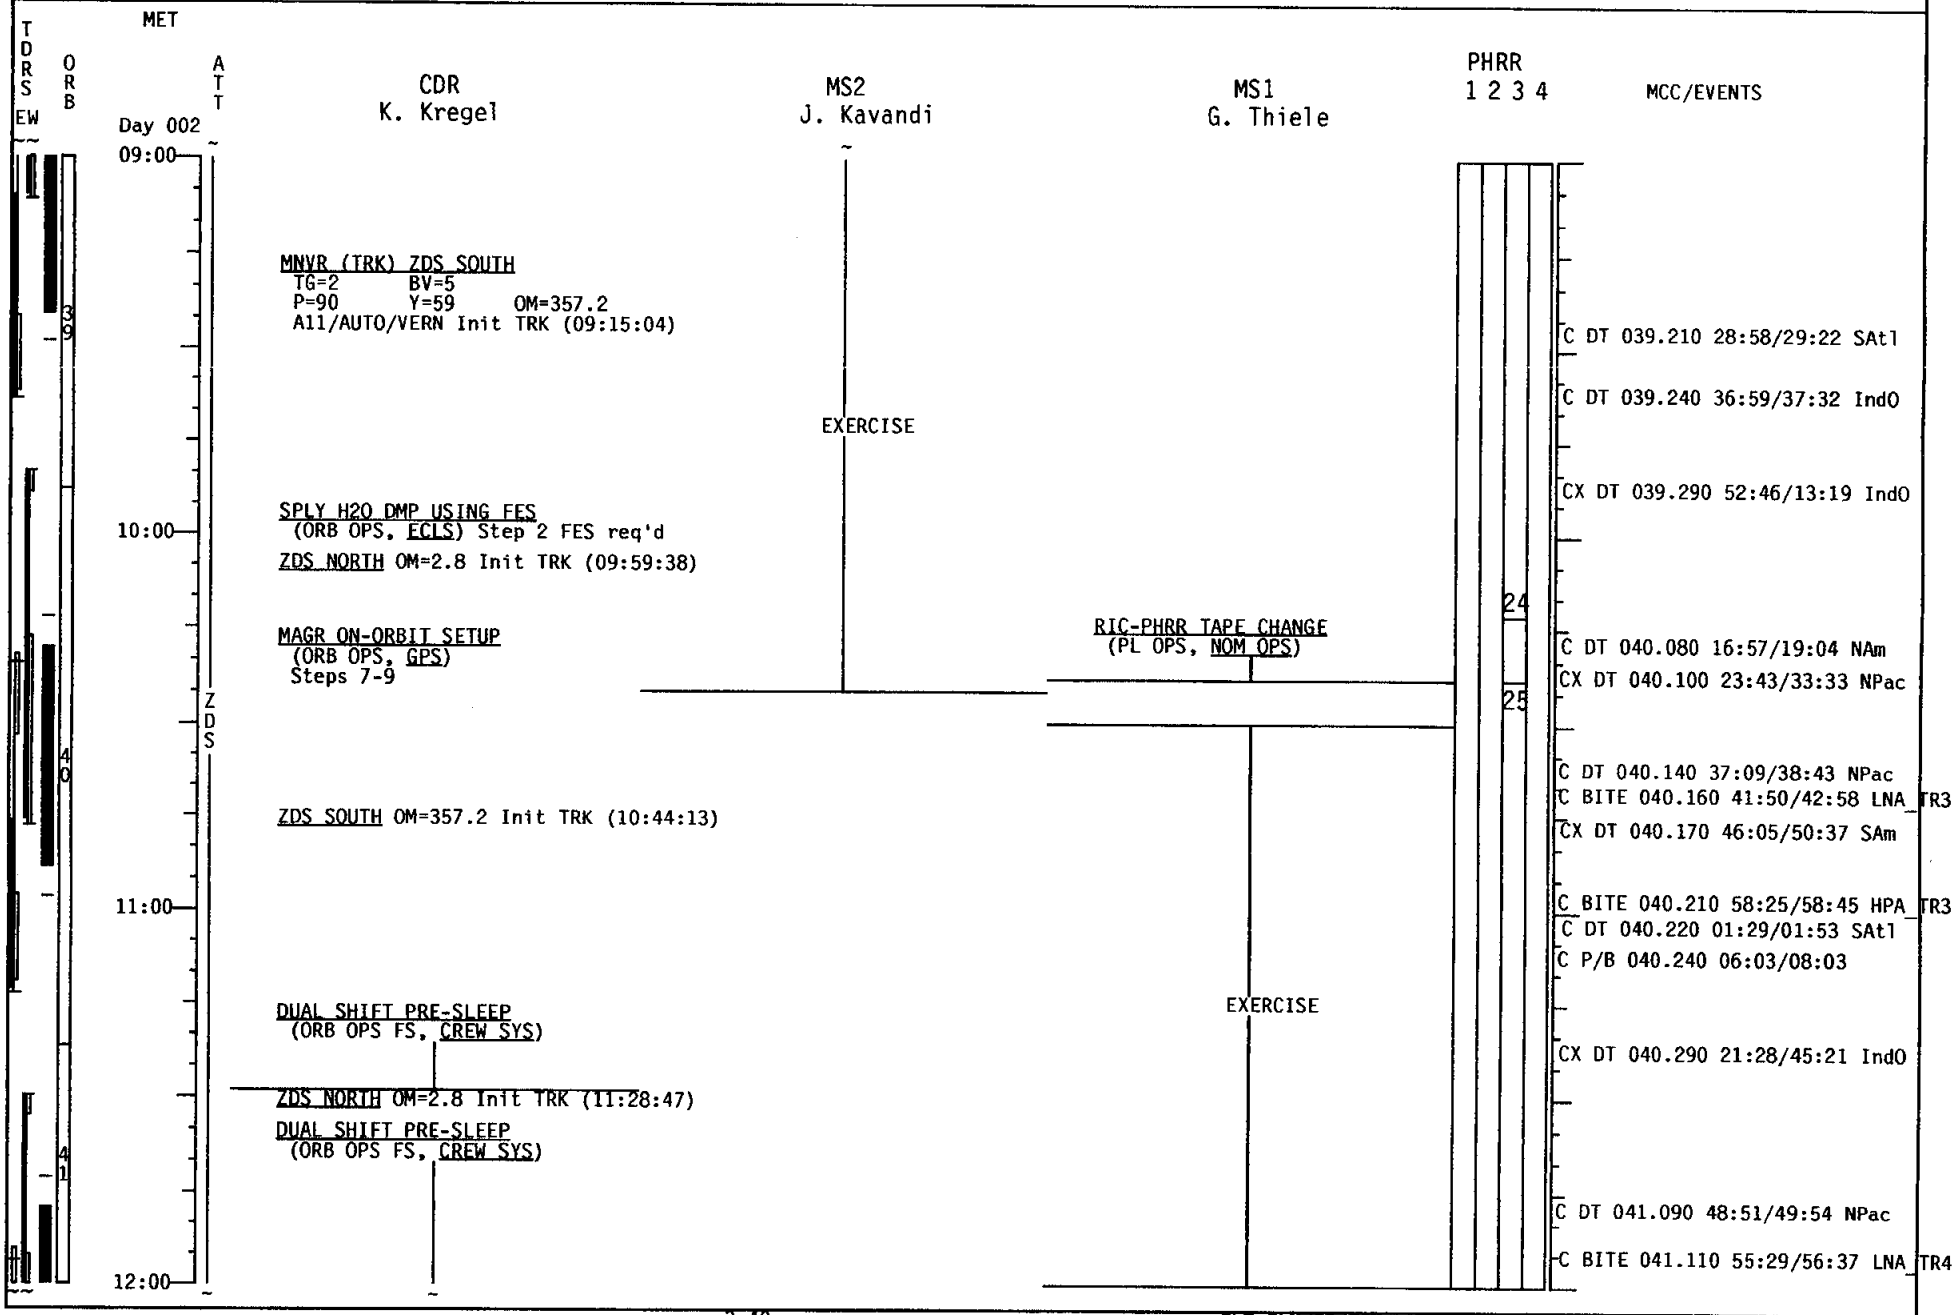 MET
TDRS
EW
ORB
ATT
CDR
K. Kregel
MS2
J. Kavandi
MS1
G. Thiele
PHRR
1 2 3 4
MCC/EVENTS
Day 002
09:00
MNVR (TRK) ZDS SOUTH
TG=2 BV=5
P=90 Y=59 OM=357.2
A11/AUTO/VERN Init TRK (09:15:04)
39
C DT 039.210 28:58/29:22 SAtl
C DT 039.240 36:59/37:32 IndO
EXERCISE
CX DT 039.290 52:46/13:19 IndO
SPLY H2O DMP USING FES
(ORB OPS, ECLS) Step 2 FES req'd
10:00
ZDS NORTH OM=2.8 Init TRK (09:59:38)
24
MAGR ON-ORBIT SETUP
(ORB OPS, GPS)
Steps 7-9
RIC-PHRR TAPE CHANGE
(PL OPS, NOM OPS)
C DT 040.080 16:57/19:04 NAm
CX DT 040.100 23:43/33:33 NPac
25
ZDS
40
C DT 040.140 37:09/38:43 NPac
C BITE 040.160 41:50/42:58 LNA_TR3
ZDS SOUTH OM=357.2 Init TRK (10:44:13)
CX DT 040.170 46:05/50:37 SAm
11:00
C BITE 040.210 58:25/58:45 HPA_TR3
C DT 040.220 01:29/01:53 SAtl
C P/B 040.240 06:03/08:03
DUAL SHIFT PRE-SLEEP
(ORB OPS FS, CREW SYS)
EXERCISE
CX DT 040.290 21:28/45:21 IndO
ZDS NORTH OM=2.8 Init TRK (11:28:47)
DUAL SHIFT PRE-SLEEP
(ORB OPS FS, CREW SYS)
41
C DT 041.090 48:51/49:54 NPac
C BITE 041.110 55:29/56:37 LNA_TR4
12:00